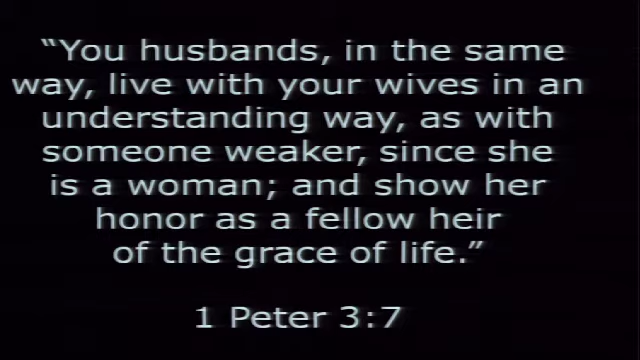 “You husbands, in the same
way, live with your wives in an
understanding way, as with
someone weaker, since she
is a woman; and show her
honor as a fellow heir
of the grace of life.”
1 Peter 3:7